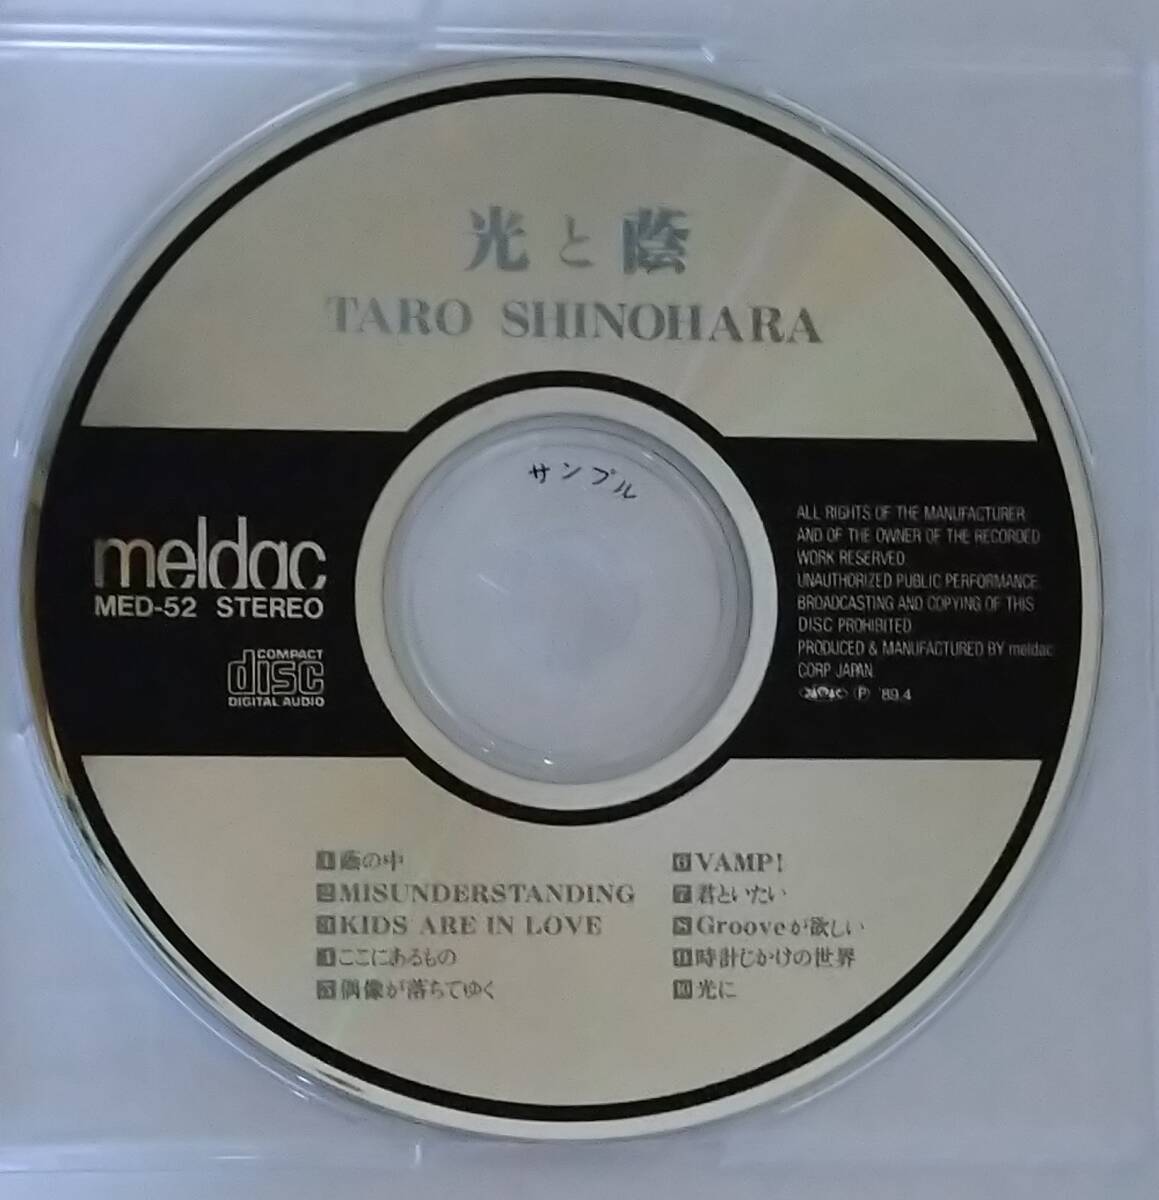 光と蔭
TARO SHINOHARA
サンプル
meldac
MED-52 STEREO
COMPACT
disc
DIGITAL AUDIO
ALL RIGHTS OF THE MANUFACTURER
AND OF THE OWNER OF THE RECORDED
WORK RESERVED.
UNAUTHORIZED PUBLIC PERFORMANCE.
BROADCASTING AND COPYING OF THIS
DISC PROHIBITED.
PRODUCED & MANUFACTURED BY meldac
CORP. JAPAN.
Ⓟ '89.4
1 蔭の中
2 MISUNDERSTANDING
3 KIDS ARE IN LOVE
4 ここにあるもの
5 偶像が落ちてゆく
6 VAMP!
7 君といたい
8 Grooveが欲しい
9 時計じかけの世界
10 光に